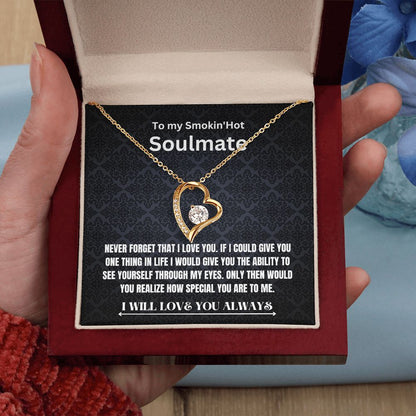 To my Smokin'Hot
Soulmate
NEVER FORGET THAT I LOVE YOU. IF I COULD GIVE YOU
ONE THING IN LIFE I WOULD GIVE YOU THE ABILITY TO
SEE YOURSELF THROUGH MY EYES. ONLY THEN WOULD
YOU REALIZE HOW SPECIAL YOU ARE TO ME.
I WILL LOVE YOU ALWAYS